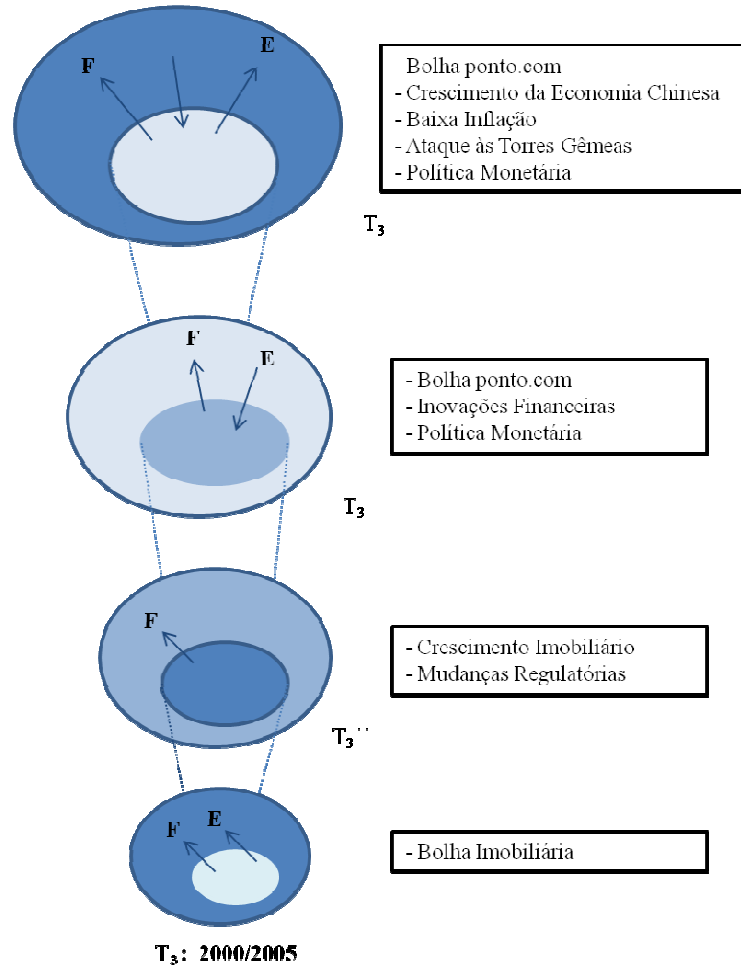 F
E
Bolha ponto.com
- Crescimento da Economia Chinesa
- Baixa Inflação
- Ataque às Torres Gêmeas
- Política Monetária
T₃
F
E
- Bolha ponto.com
- Inovações Financeiras
- Política Monetária
T₃
F
- Crescimento Imobiliário
- Mudanças Regulatórias
T₃¨
F
E
- Bolha Imobiliária
T₃: 2000/2005